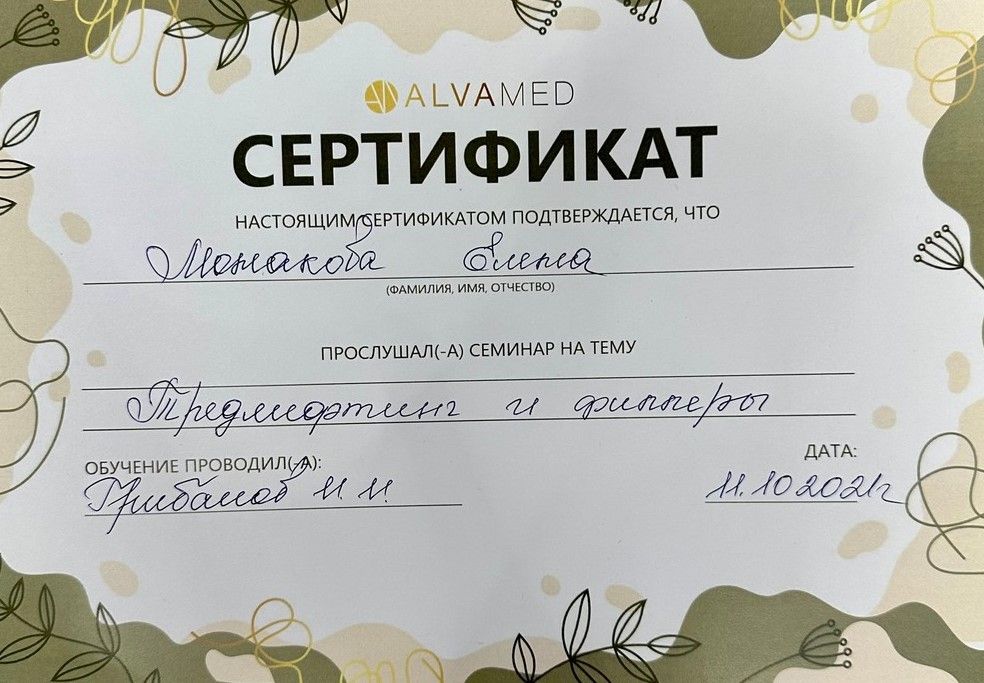 ALVAMED
СЕРТИФИКАТ
НАСТОЯЩИМ СЕРТИФИКАТОМ ПОДТВЕРЖДАЕТСЯ, ЧТО
Монакова Елена
(ФАМИЛИЯ, ИМЯ, ОТЧЕСТВО)
ПРОСЛУШАЛ(-А) СЕМИНАР НА ТЕМУ
Тредлифтинг и филлеры
ОБУЧЕНИЕ ПРОВОДИЛ(-А):
ДАТА:
Грибанов И.И.
11.10 2021г